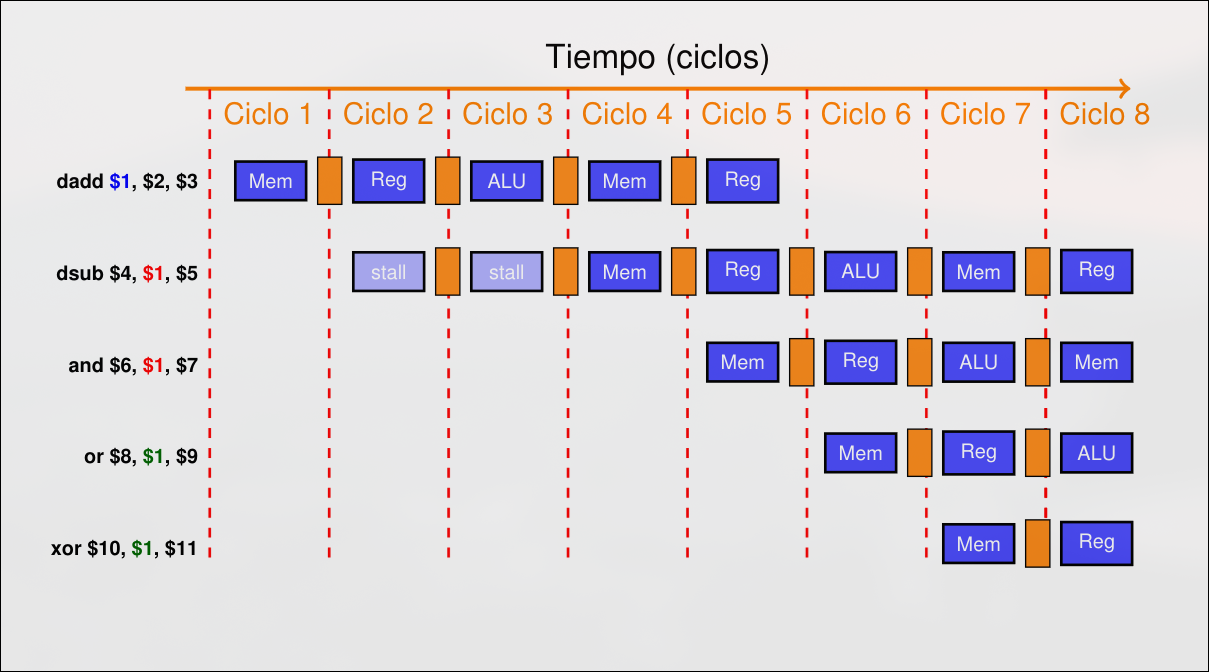 Tiempo (ciclos)
Ciclo 1 Ciclo 2 Ciclo 3 Ciclo 4 Ciclo 5 Ciclo 6 Ciclo 7 Ciclo 8
dadd $1, $2, $3 Mem Reg ALU Mem Reg
dsub $4, $1, $5 stall stall Mem Reg ALU Mem Reg
and $6, $1, $7 Mem Reg ALU Mem
or $8, $1, $9 Mem Reg ALU
xor $10, $1, $11 Mem Reg